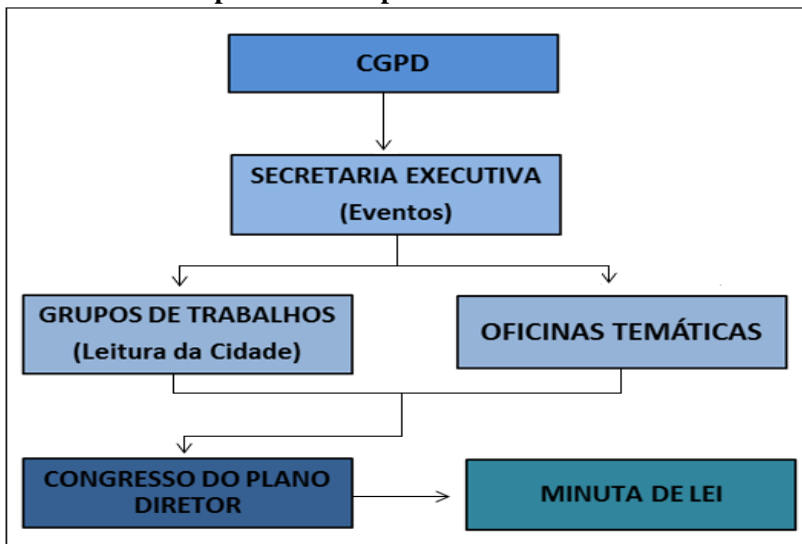 CGPD
SECRETARIA EXECUTIVA
(Eventos)
GRUPOS DE TRABALHOS
(Leitura da Cidade)
OFICINAS TEMÁTICAS
CONGRESSO DO PLANO
DIRETOR
MINUTA DE LEI